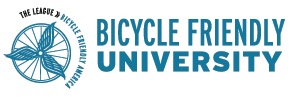 THE LEAGUE » BICYCLE FRIENDLY AMERICA
BICYCLE FRIENDLY
UNIVERSITY